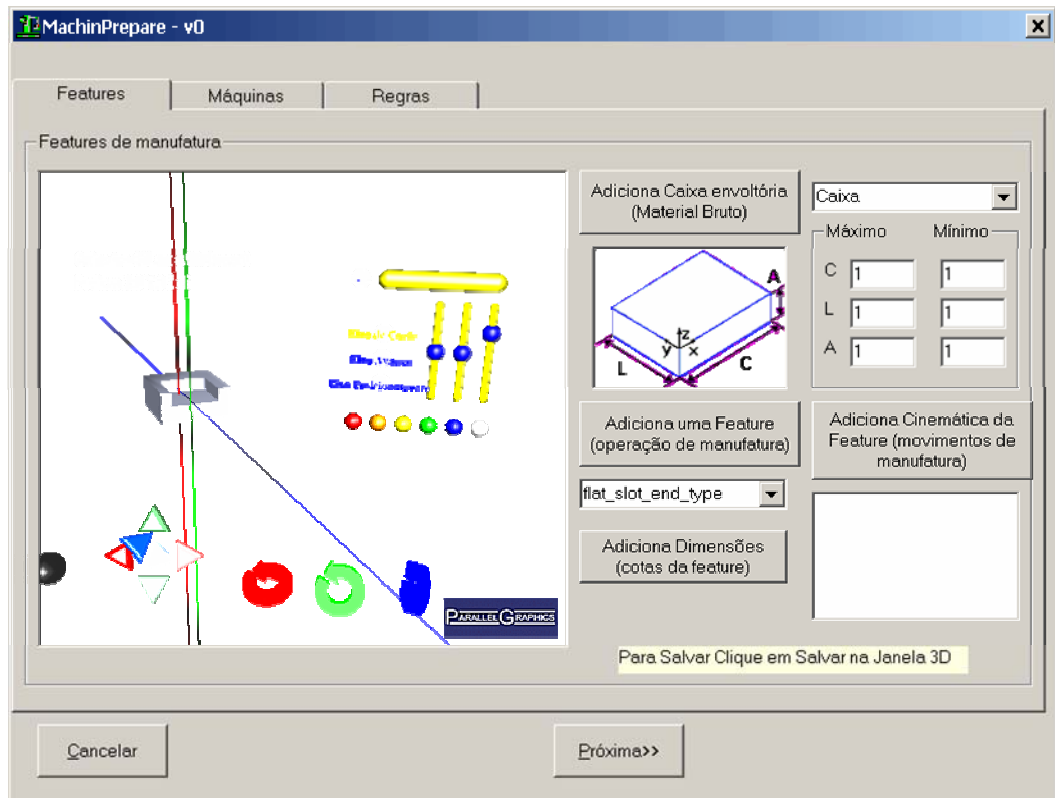 MachinPrepare - v0
Features
Máquinas
Regras
Features de manufatura
Adiciona Caixa envoltória
(Material Bruto)
Caixa
Máximo Mínimo
C 1 1
L 1 1
A 1 1
A
z
y x
L
C
Adiciona uma Feature
(operação de manufatura)
Adiciona Cinemática da
Feature (movimentos de
manufatura)
flat_slot_end_type
Adiciona Dimensões
(cotas da feature)
PARALLELGRAPHICS
Para Salvar Clique em Salvar na Janela 3D
Cancelar
Próxima>>